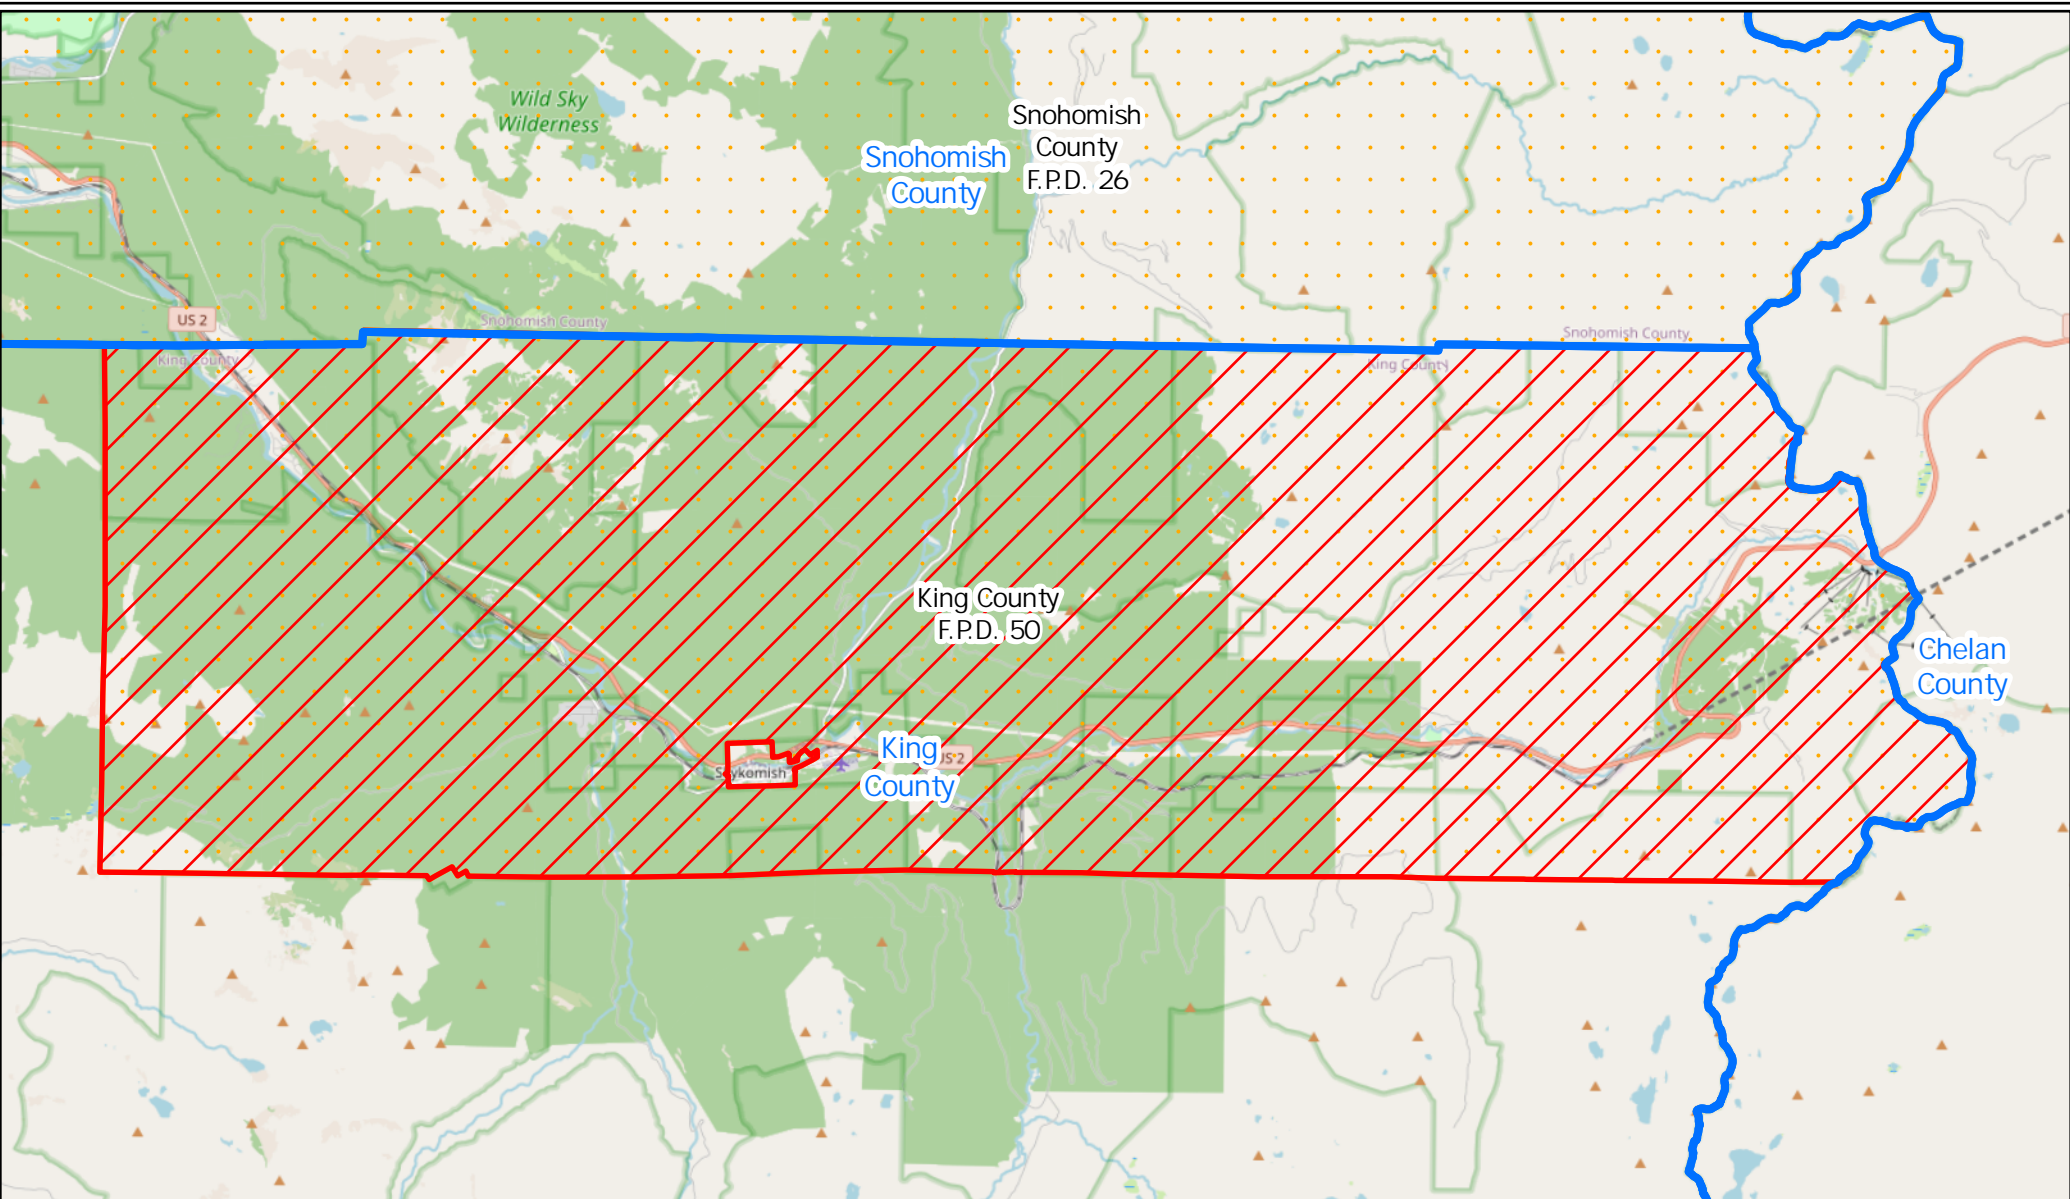 Wild Sky
Wilderness
Snohomish
County
F.P.D. 26
Snohomish
County
US 2
Snohomish County
King County
Snohomish County
King County
King County
F.P.D. 50
Chelan
County
Skykomish
King
County
US 2